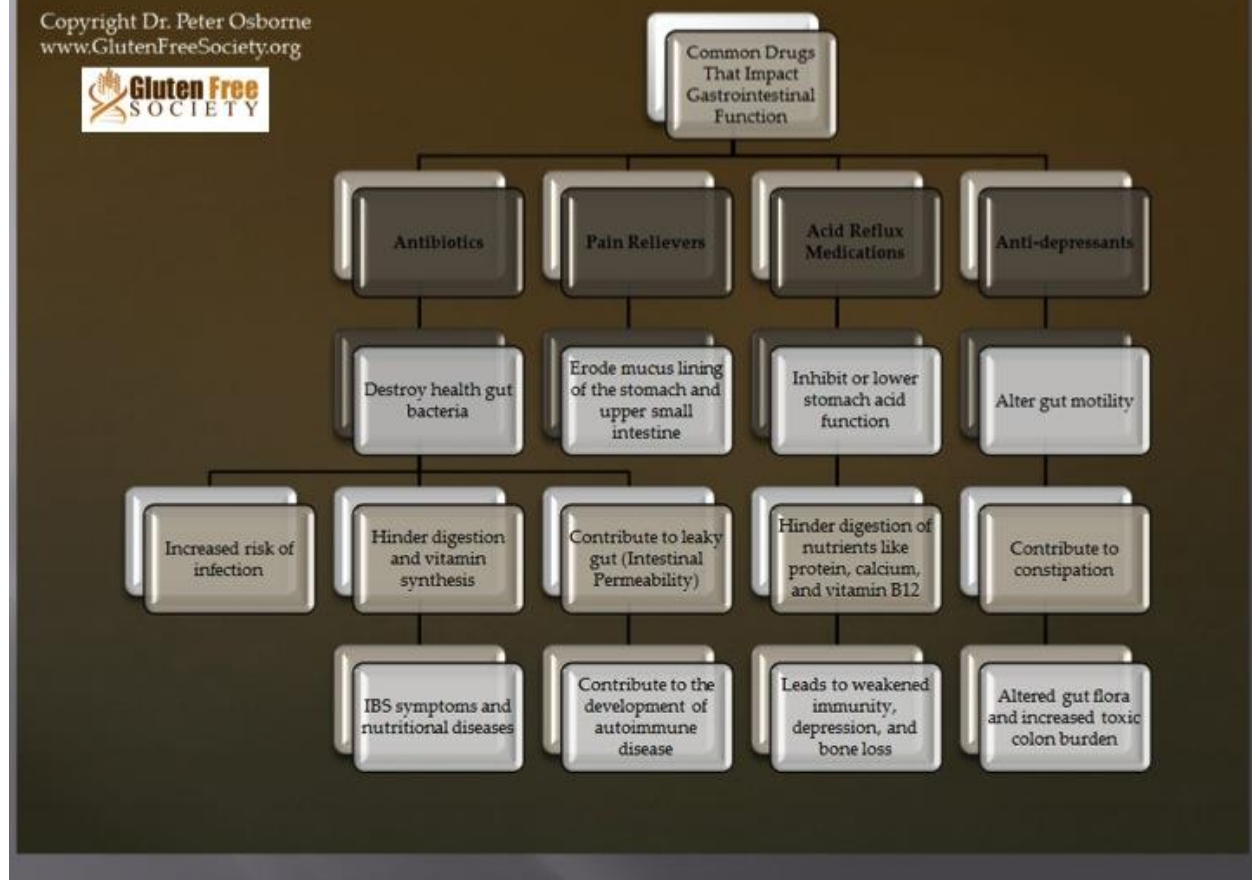 Copyright Dr. Peter Osborne
www.GlutenFreeSociety.org
Gluten Free
SOCIETY
Common Drugs
That Impact
Gastrointestinal
Function
Antibiotics
Pain Relievers
Acid Reflux
Medications
Anti-depressants
Destroy health gut
bacteria
Erode mucus lining
of the stomach and
upper small
intestine
Inhibit or lower
stomach acid
function
Alter gut motility
Increased risk of
infection
Hinder digestion
and vitamin
synthesis
Contribute to leaky
gut (Intestinal
Permeability)
Hinder digestion of
nutrients like
protein, calcium,
and vitamin B12
Contribute to
constipation
IBS symptoms and
nutritional diseases
Contribute to the
development of
autoimmune
disease
Leads to weakened
immunity,
depression, and
bone loss
Altered gut flora
and increased toxic
colon burden